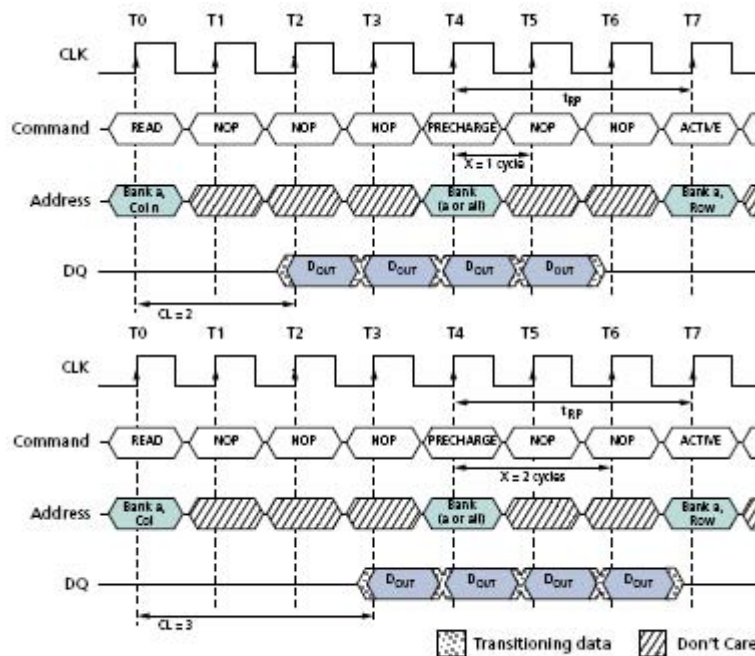 T0 T1 T2 T3 T4 T5 T6 T7
CLK
tRP
Command READ NOP NOP NOP PRECHARGE NOP NOP ACTIVE
X = 1 cycle
Address Bank a, Col n Bank (a or all) Bank a, Row
DQ DOUT DOUT DOUT DOUT
CL = 2
T0 T1 T2 T3 T4 T5 T6 T7
CLK
tRP
Command READ NOP NOP NOP PRECHARGE NOP NOP ACTIVE
X = 2 cycles
Address Bank a, Col Bank (a or all) Bank a, Row
DQ DOUT DOUT DOUT DOUT
CL = 3
Transitioning data Don't Care